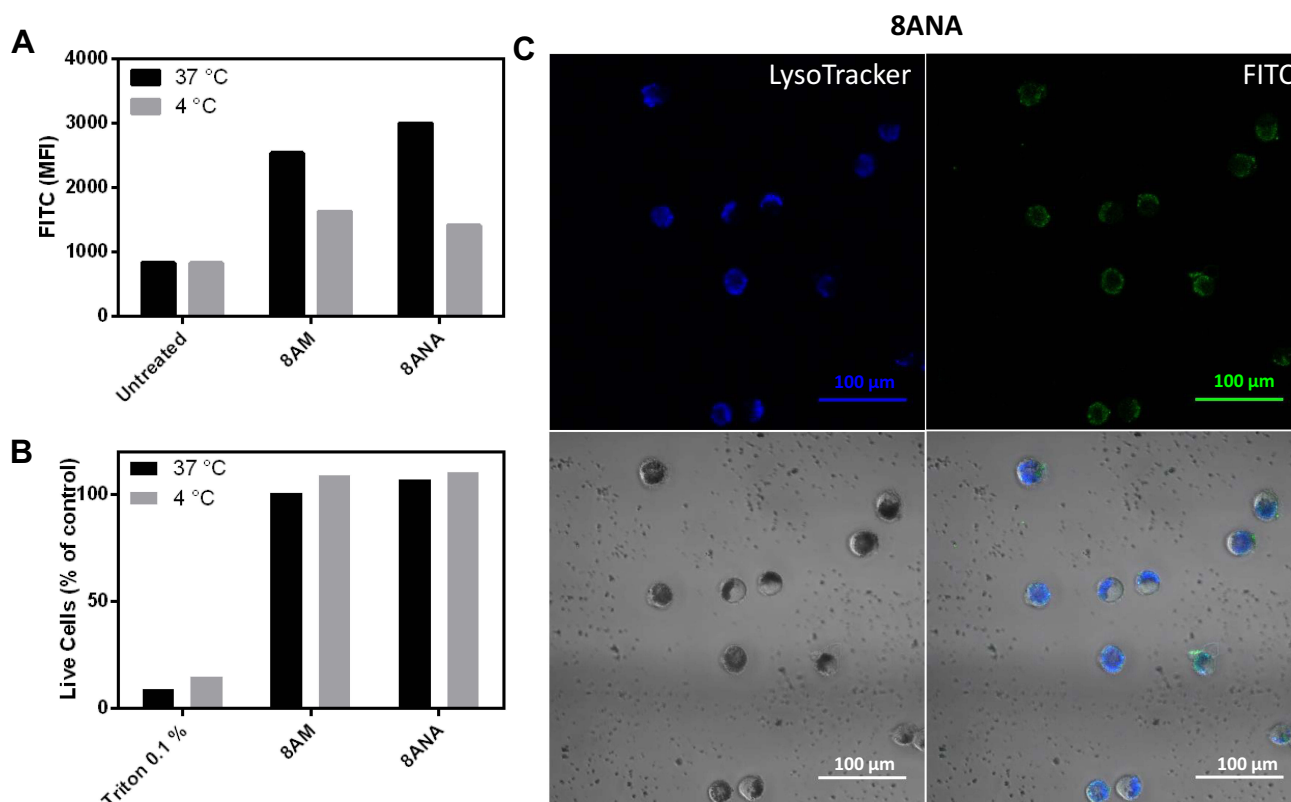 8ANA
A
C
4000
3000
2000
1000
0
FITC (MFI)
37 °C
4 °C
Untreated
8AM
8ANA
LysoTracker
FITC
100 µm
100 µm
B
100
50
0
Live Cells (% of control)
37 °C
4 °C
Triton 0.1 %
8AM
8ANA
100 µm
100 µm